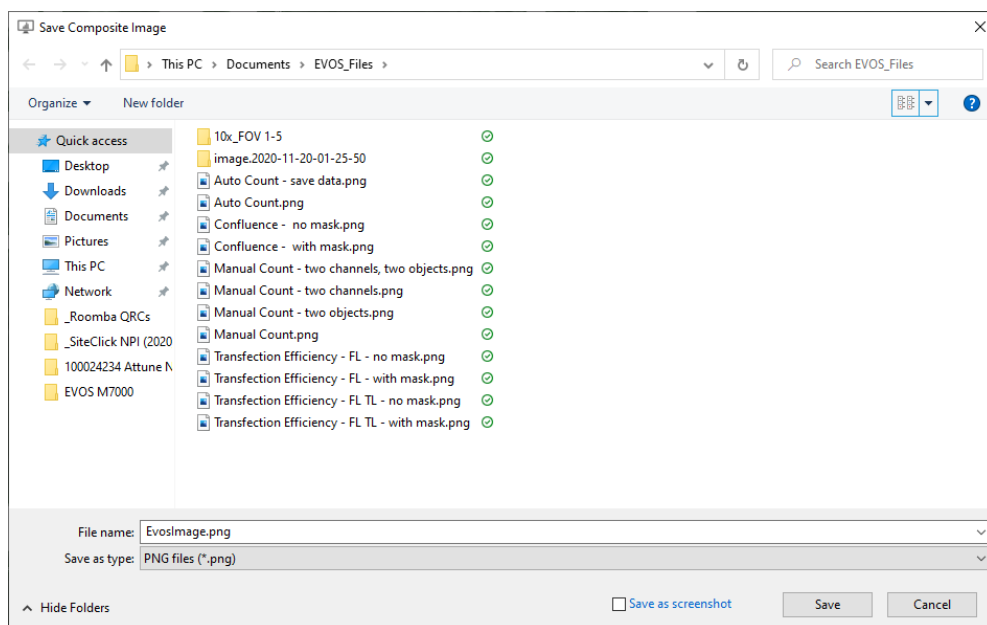 Save Composite Image
This PC > Documents > EVOS_Files >
Search EVOS_Files
Organize
New folder
Quick access
Desktop
Downloads
Documents
Pictures
This PC
Network
_Roomba QRCs
_SiteClick NPI (2020
100024234 Attune N
EVOS M7000
10x_FOV 1-5
image.2020-11-20-01-25-50
Auto Count - save data.png
Auto Count.png
Confluence -  no mask.png
Confluence -  with mask.png
Manual Count - two channels, two objects.png
Manual Count - two channels.png
Manual Count - two objects.png
Manual Count.png
Transfection Efficiency - FL - no mask.png
Transfection Efficiency - FL - with mask.png
Transfection Efficiency - FL TL - no mask.png
Transfection Efficiency - FL TL - with mask.png
File name: EvosImage.png
Save as type: PNG files (*.png)
Hide Folders
Save as screenshot
Save
Cancel